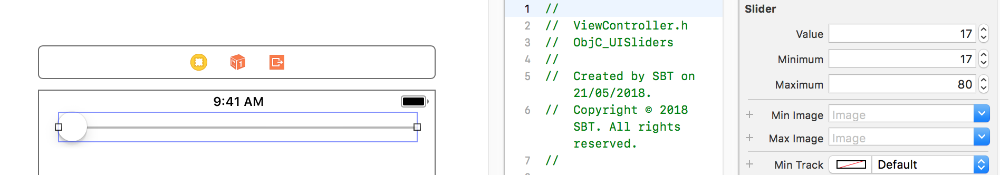 9:41 AM
1 //
2 // ViewController.h
3 // ObjC_UISliders
4 //
5 // Created by SBT on
21/05/2018.
6 // Copyright © 2018
SBT. All rights
reserved.
7 //
Slider
Value 17
Minimum 17
Maximum 80
+ Min Image Image
+ Max Image Image
+ Min Track Default